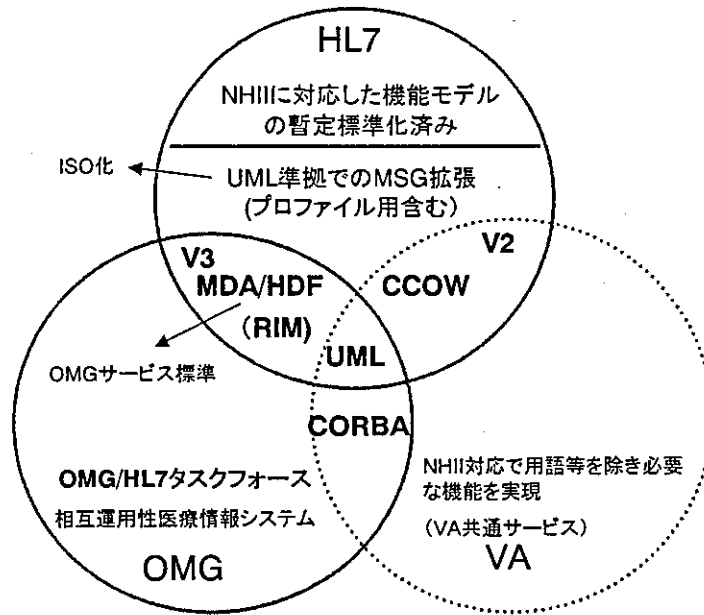 HL7
NHIIに対応した機能モデル
の暫定標準化済み
ISO化
UML準拠でのMSG拡張
(プロファイル用含む)
V3
V2
MDA/HDF
CCOW
(RIM)
UML
OMGサービス標準
CORBA
OMG/HL7タスクフォース
NHII対応で用語等を除き必要
な機能を実現
相互運用性医療情報システム
(VA共通サービス)
OMG
VA